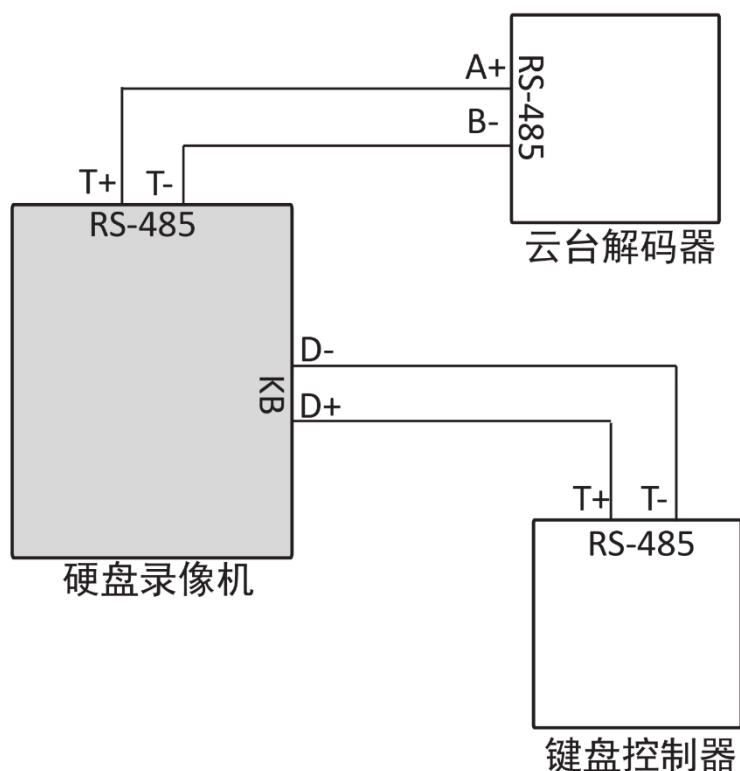 A+
RS-485
B-
云台解码器
T+ T-
RS-485
D-
KB
D+
硬盘录像机
T+ T-
RS-485
键盘控制器